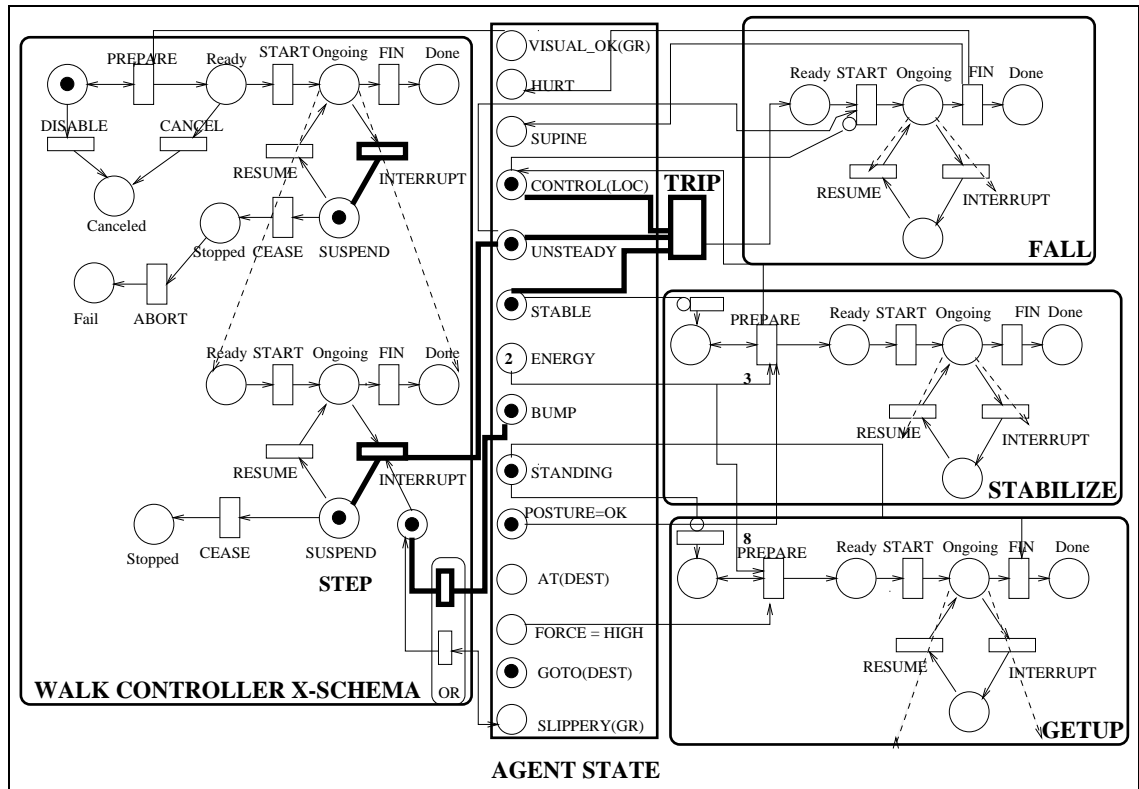 PREPARE
Ready
START
Ongoing
FIN
Done
DISABLE
CANCEL
RESUME
INTERRUPT
Canceled
Stopped
CEASE
SUSPEND
Fail
ABORT
Ready
START
Ongoing
FIN
Done
RESUME
INTERRUPT
Stopped
CEASE
SUSPEND
STEP
OR
WALK CONTROLLER X-SCHEMA
VISUAL_OK(GR)
HURT
SUPINE
CONTROL(LOC)
UNSTEADY
STABLE
2
ENERGY
BUMP
STANDING
POSTURE=OK
AT(DEST)
FORCE = HIGH
GOTO(DEST)
SLIPPERY(GR)
AGENT STATE
TRIP
Ready
START
Ongoing
FIN
Done
RESUME
INTERRUPT
FALL
PREPARE
3
Ready
START
Ongoing
FIN
Done
RESUME
INTERRUPT
STABILIZE
8
PREPARE
Ready
START
Ongoing
FIN
Done
RESUME
INTERRUPT
GETUP